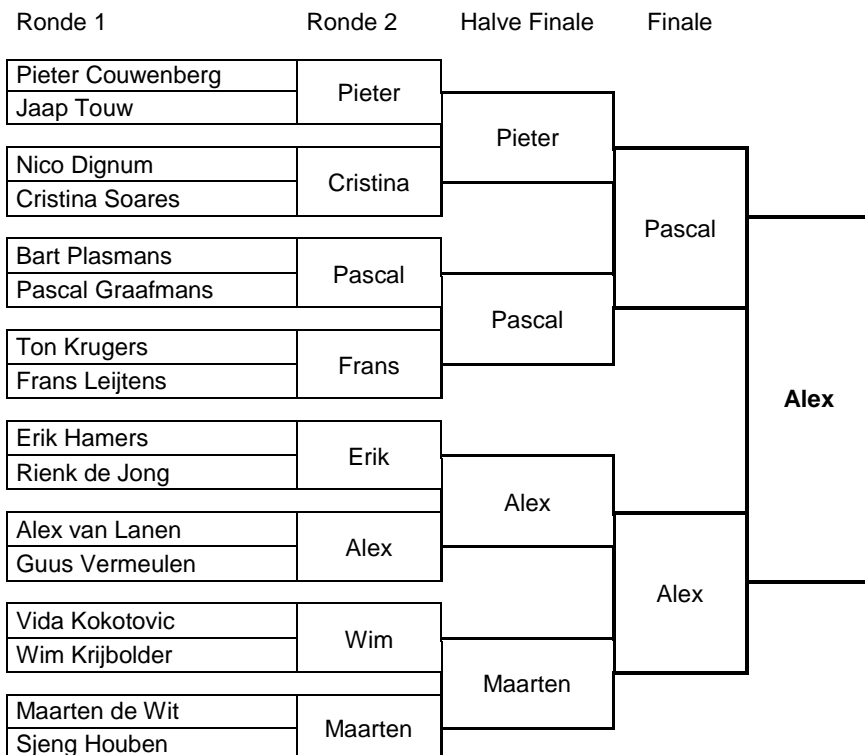 Ronde 1 Ronde 2 Halve Finale Finale
Pieter Couwenberg
Jaap Touw
Pieter
Pieter
Nico Dignum
Cristina Soares
Cristina
Pascal
Bart Plasmans
Pascal Graafmans
Pascal
Pascal
Ton Krugers
Frans Leijtens
Frans
Alex
Erik Hamers
Rienk de Jong
Erik
Alex
Alex van Lanen
Guus Vermeulen
Alex
Alex
Vida Kokotovic
Wim Krijbolder
Wim
Maarten
Maarten de Wit
Sjeng Houben
Maarten